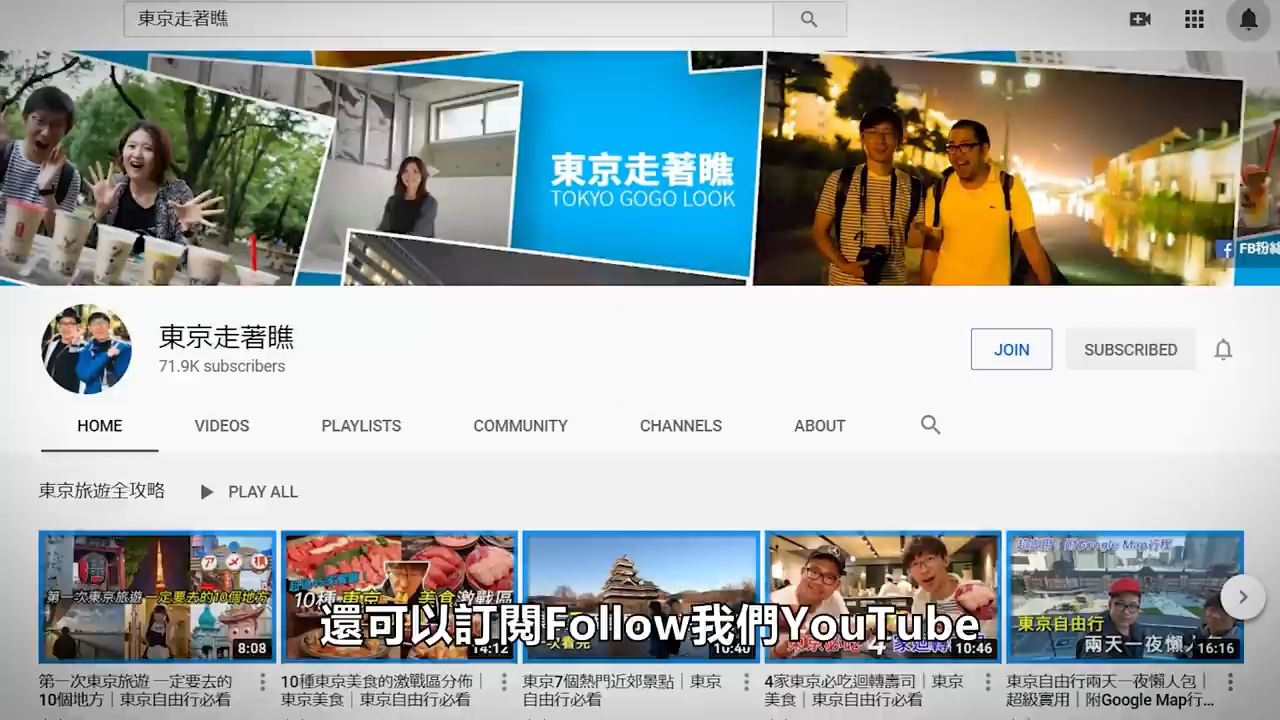 東京走著瞧
東京走著瞧
TOKYO GOGO LOOK
FB粉絲
東京走著瞧
71.9K subscribers
JOIN
SUBSCRIBED
HOME
VIDEOS
PLAYLISTS
COMMUNITY
CHANNELS
ABOUT
東京旅遊全攻略
PLAY ALL
第一次東京旅遊 一定要去的10個地方
8:08
10種 東京 美食激戰區
14:12
10:40
10:46
附Google Map行程
東京自由行
兩天一夜懶人
16:16
還可以訂閱Follow我們YouTube
第一次東京旅遊 一定要去的
10個地方｜東京自由行必看
10種東京美食的激戰區分佈｜
東京美食｜東京自由行必看
東京7個熱門近郊景點｜東京
自由行必看
4家東京必吃迴轉壽司｜東京
美食｜東京自由行必看
東京自由行兩天一夜懶人包｜
超級實用｜附Google Map行...